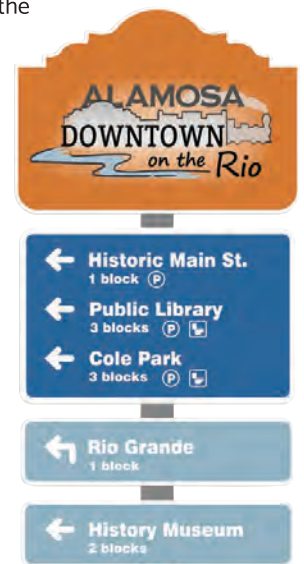 the
ALAMOSA
DOWNTOWN
on the Rio
Historic Main St.
1 block P
Public Library
3 blocks P
Cole Park
3 blocks P
Rio Grande
1 block
History Museum
2 blocks